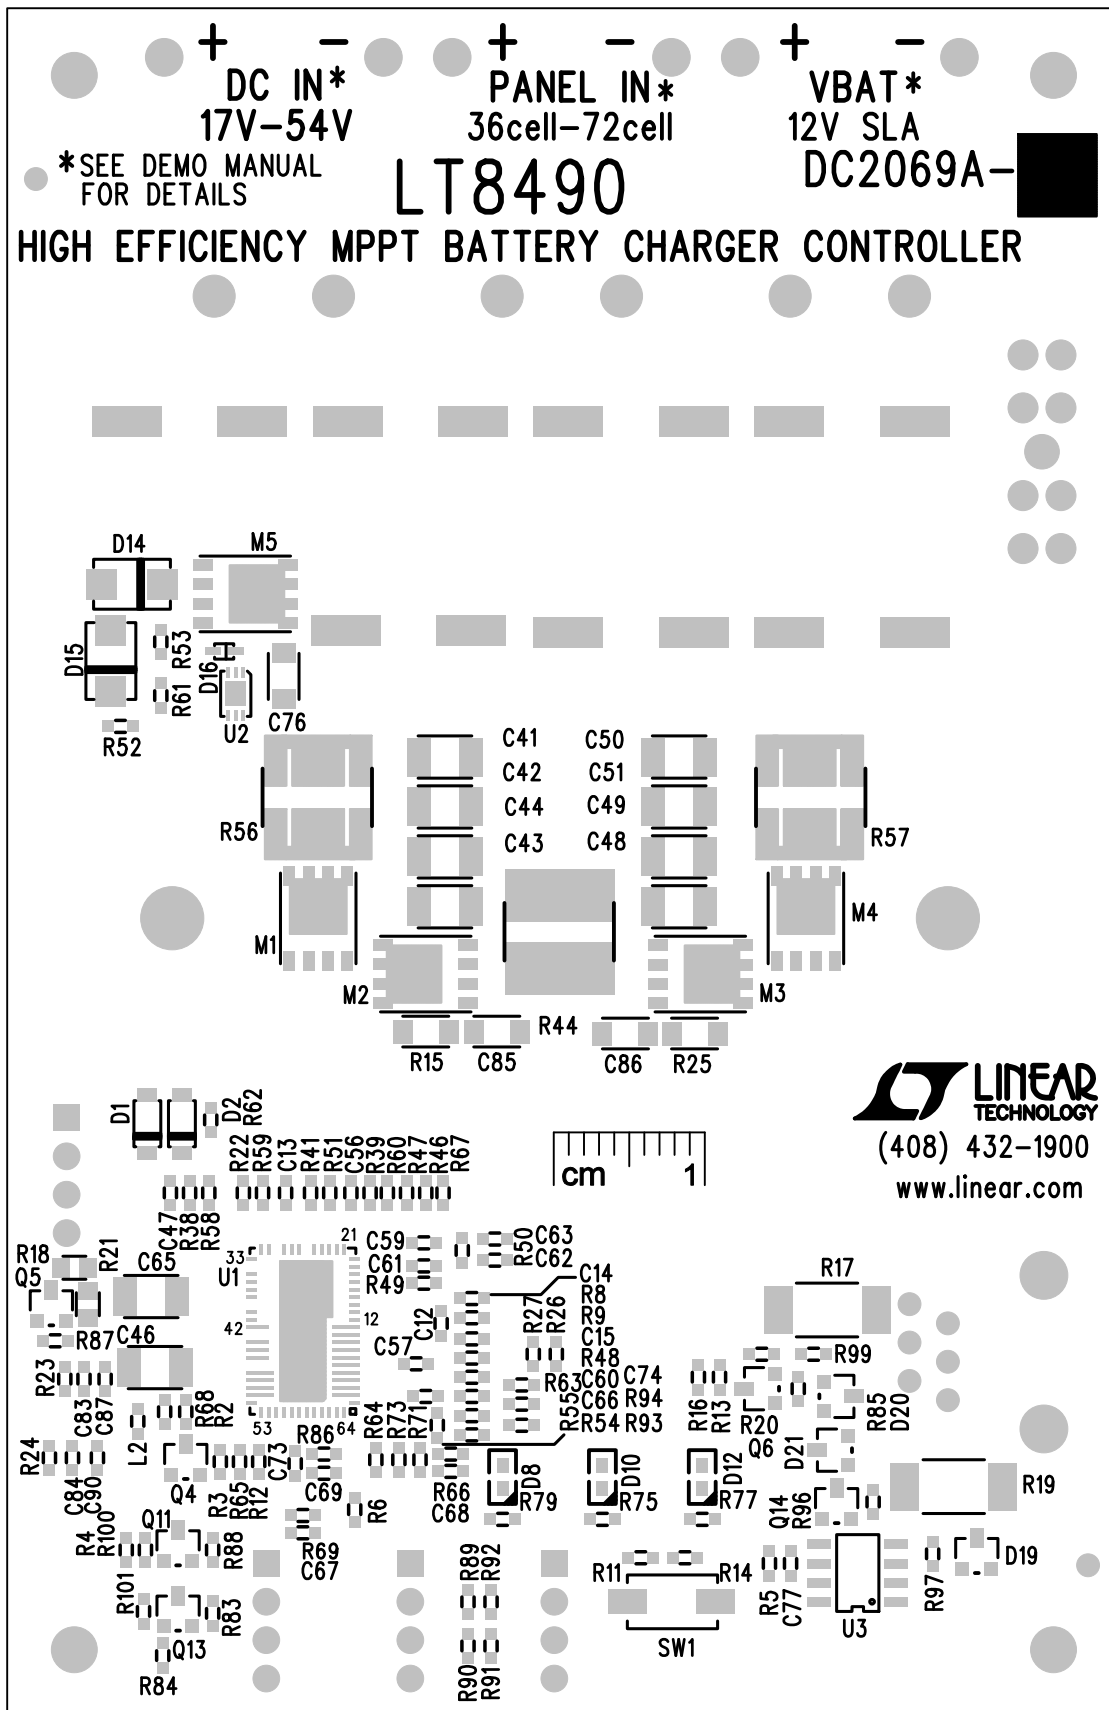 + - + - + -
DC IN* PANEL IN* VBAT*
17V-54V 36cell-72cell 12V SLA
*SEE DEMO MANUAL
FOR DETAILS
LT8490
DC2069A-
HIGH EFFICIENCY MPPT BATTERY CHARGER CONTROLLER
D14
M5
D15
R53
D16
R61
R52
U2
C76
C41
C50
C42
C51
C44
C49
C43
C48
R56
R57
M1
M4
M2
M3
R15
C85
R44
C86
R25
LINEAR
TECHNOLOGY
(408) 432-1900
www.linear.com
cm 1
D1
D2
R62
R22
R59
C13
R41
R51
C56
R39
R60
R47
R46
R67
C47
R38
R58
R18
R21
C65
Q5
33
21
U1
42
12
53
64
C59
C61
R49
R50
C63
C62
C14
R8
R9
C15
R48
C60
C74
C66
R94
R54
R93
R87
C46
R23
C83
C87
C57
C12
R27
R26
R63
R55
R17
R99
R16
R13
R20
Q6
D21
R85
D20
R68
R2
L2
R24
C84
C90
Q4
R3
R65
R12
C73
R86
C69
R64
R73
R71
R66
C68
D8
R79
D10
R75
D12
R77
R19
Q14
R96
R6
R4
R100
Q11
R88
R69
C67
R89
R92
R11
R14
R5
C77
R97
D19
U3
R101
R83
Q13
R84
R90
R91
SW1